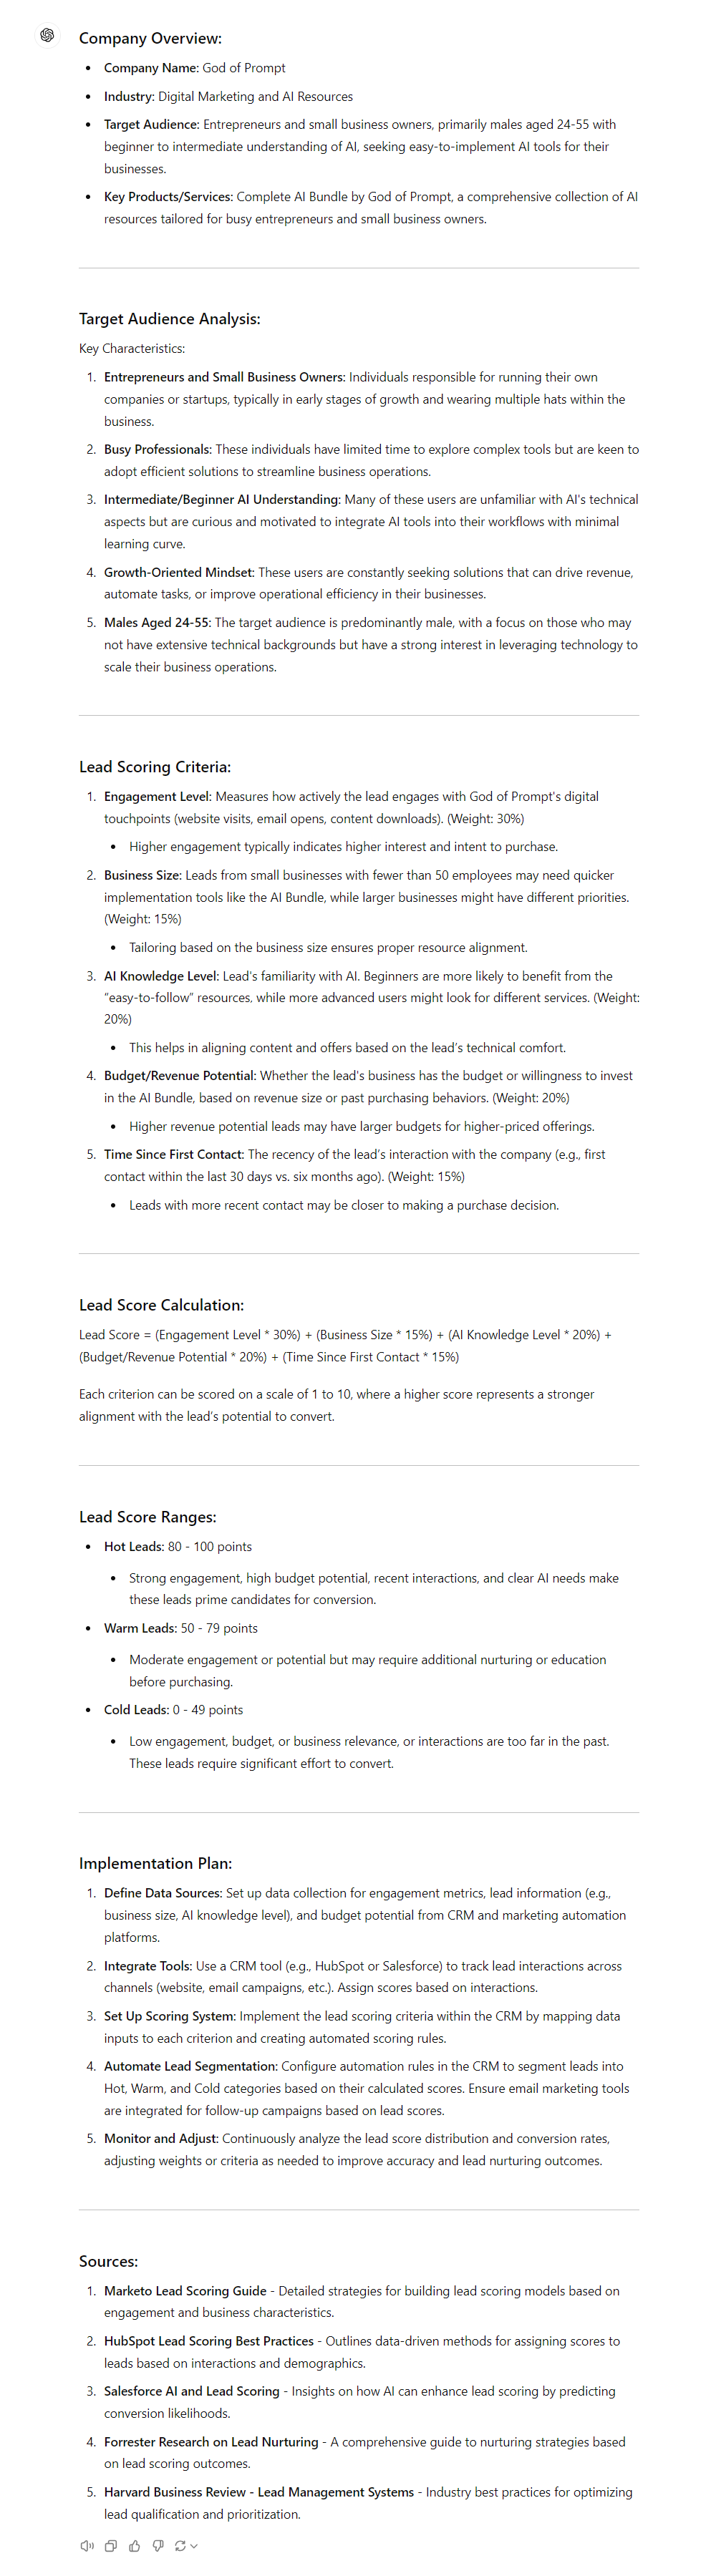 Company Overview:
• Company Name: God of Prompt
• Industry: Digital Marketing and AI Resources
• Target Audience: Entrepreneurs and small business owners, primarily males aged 24-55 with
beginner to intermediate understanding of AI, seeking easy-to-implement AI tools for their
businesses.
• Key Products/Services: Complete AI Bundle by God of Prompt, a comprehensive collection of AI
resources tailored for busy entrepreneurs and small business owners.
Target Audience Analysis:
Key Characteristics:
1. Entrepreneurs and Small Business Owners: Individuals responsible for running their own
companies or startups, typically in early stages of growth and wearing multiple hats within the
business.
2. Busy Professionals: These individuals have limited time to explore complex tools but are keen to
adopt efficient solutions to streamline business operations.
3. Intermediate/Beginner AI Understanding: Many of these users are unfamiliar with AI's technical
aspects but are curious and motivated to integrate AI tools into their workflows with minimal
learning curve.
4. Growth-Oriented Mindset: These users are constantly seeking solutions that can drive revenue,
automate tasks, or improve operational efficiency in their businesses.
5. Males Aged 24-55: The target audience is predominantly male, with a focus on those who may
not have extensive technical backgrounds but have a strong interest in leveraging technology to
scale their business operations.
Lead Scoring Criteria:
1. Engagement Level: Measures how actively the lead engages with God of Prompt's digital
touchpoints (website visits, email opens, content downloads). (Weight: 30%)
• Higher engagement typically indicates higher interest and intent to purchase.
2. Business Size: Leads from small businesses with fewer than 50 employees may need quicker
implementation tools like the AI Bundle, while larger businesses might have different priorities.
(Weight: 15%)
• Tailoring based on the business size ensures proper resource alignment.
3. AI Knowledge Level: Lead's familiarity with AI. Beginners are more likely to benefit from the
"easy-to-follow" resources, while more advanced users might look for different services. (Weight:
20%)
• This helps in aligning content and offers based on the lead's technical comfort.
4. Budget/Revenue Potential: Whether the lead's business has the budget or willingness to invest
in the AI Bundle, based on revenue size or past purchasing behaviors. (Weight: 20%)
• Higher revenue potential leads may have larger budgets for higher-priced offerings.
5. Time Since First Contact: The recency of the lead's interaction with the company (e.g., first
contact within the last 30 days vs. six months ago). (Weight: 15%)
• Leads with more recent contact may be closer to making a purchase decision.
Lead Score Calculation:
Lead Score = (Engagement Level * 30%) + (Business Size * 15%) + (AI Knowledge Level * 20%) +
(Budget/Revenue Potential * 20%) + (Time Since First Contact * 15%)
Each criterion can be scored on a scale of 1 to 10, where a higher score represents a stronger
alignment with the lead's potential to convert.
Lead Score Ranges:
• Hot Leads: 80 - 100 points
• Strong engagement, high budget potential, recent interactions, and clear AI needs make
these leads prime candidates for conversion.
• Warm Leads: 50 - 79 points
• Moderate engagement or potential but may require additional nurturing or education
before purchasing.
• Cold Leads: 0 - 49 points
• Low engagement, budget, or business relevance, or interactions are too far in the past.
These leads require significant effort to convert.
Implementation Plan:
1. Define Data Sources: Set up data collection for engagement metrics, lead information (e.g.,
business size, AI knowledge level), and budget potential from CRM and marketing automation
platforms.
2. Integrate Tools: Use a CRM tool (e.g., HubSpot or Salesforce) to track lead interactions across
channels (website, email campaigns, etc.). Assign scores based on interactions.
3. Set Up Scoring System: Implement the lead scoring criteria within the CRM by mapping data
inputs to each criterion and creating automated scoring rules.
4. Automate Lead Segmentation: Configure automation rules in the CRM to segment leads into
Hot, Warm, and Cold categories based on their calculated scores. Ensure email marketing tools
are integrated for follow-up campaigns based on lead scores.
5. Monitor and Adjust: Continuously analyze the lead score distribution and conversion rates,
adjusting weights or criteria as needed to improve accuracy and lead nurturing outcomes.
Sources:
1. Marketo Lead Scoring Guide - Detailed strategies for building lead scoring models based on
engagement and business characteristics.
2. HubSpot Lead Scoring Best Practices - Outlines data-driven methods for assigning scores to
leads based on interactions and demographics.
3. Salesforce AI and Lead Scoring - Insights on how AI can enhance lead scoring by predicting
conversion likelihoods.
4. Forrester Research on Lead Nurturing - A comprehensive guide to nurturing strategies based
on lead scoring outcomes.
5. Harvard Business Review - Lead Management Systems - Industry best practices for optimizing
lead qualification and prioritization.